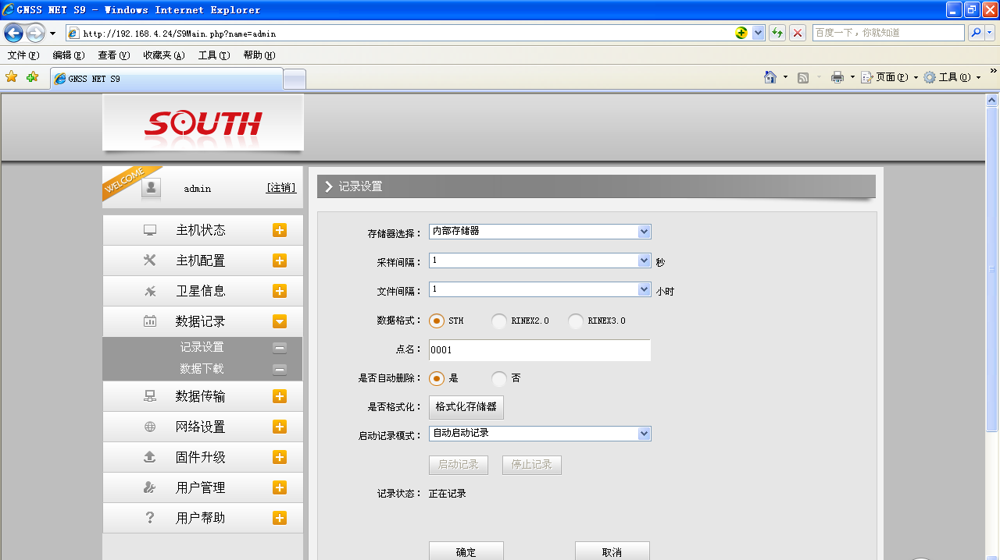 GNSS NET S9 - Windows Internet Explorer
http://192.168.4.24/S9Main.php?name=admin
百度一下，你就知道
文件(F) 编辑(E) 查看(V) 收藏夹(A) 工具(T) 帮助(H)
GNSS NET S9
页面(P) 工具(O) »
SOUTH
WELCOME
admin [注销]
主机状态
主机配置
卫星信息
数据记录
记录设置
数据下载
数据传输
网络设置
固件升级
用户管理
用户帮助
记录设置
存储器选择： 内部存储器
采样间隔： 1 秒
文件间隔： 1 小时
数据格式： STH RINEX2.0 RINEX3.0
点名： 0001
是否自动删除： 是 否
是否格式化： 格式化存储器
启动记录模式： 自动启动记录
启动记录 停止记录
记录状态： 正在记录
确定 取消